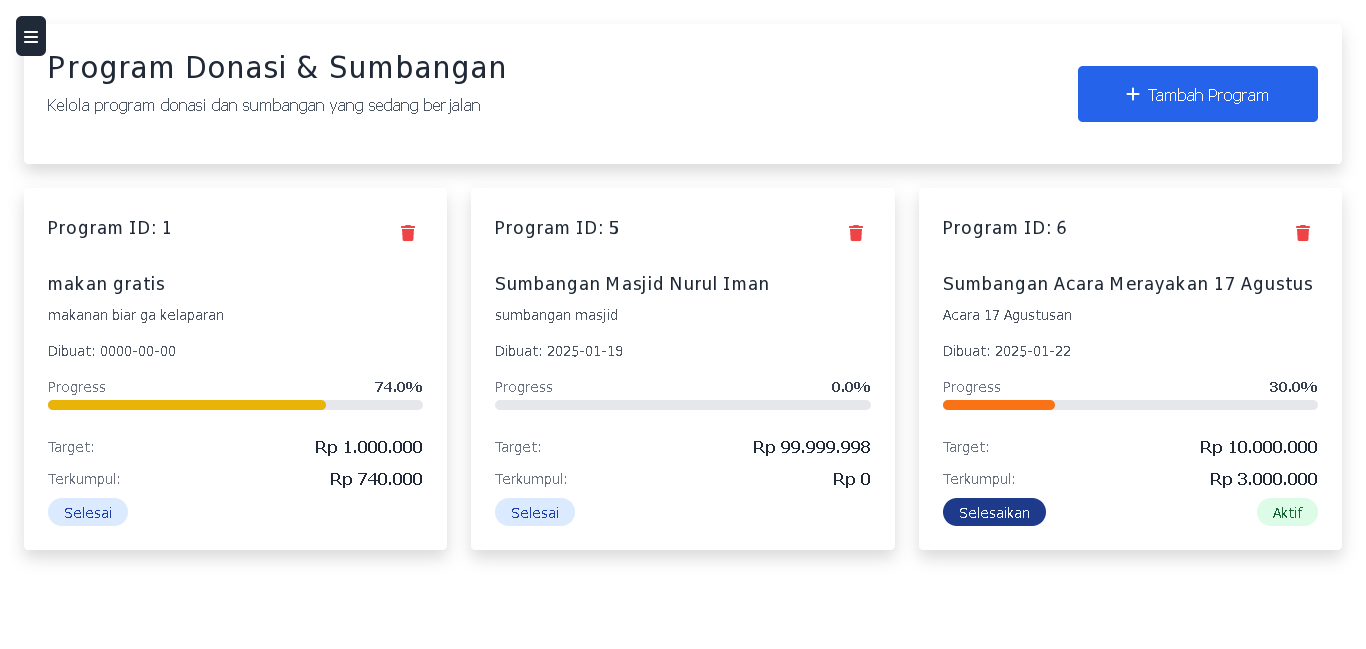 Program Donasi & Sumbangan
Kelola program donasi dan sumbangan yang sedang berjalan
+ Tambah Program
Program ID: 1
makan gratis
makanan biar ga kelaparan
Dibuat: 0000-00-00
Progress 74.0%
Target: Rp 1.000.000
Terkumpul: Rp 740.000
Selesai
Program ID: 5
Sumbangan Masjid Nurul Iman
sumbangan masjid
Dibuat: 2025-01-19
Progress 0.0%
Target: Rp 99.999.998
Terkumpul: Rp 0
Selesai
Program ID: 6
Sumbangan Acara Merayakan 17 Agustus
Acara 17 Agustusan
Dibuat: 2025-01-22
Progress 30.0%
Target: Rp 10.000.000
Terkumpul: Rp 3.000.000
Selesaikan Aktif